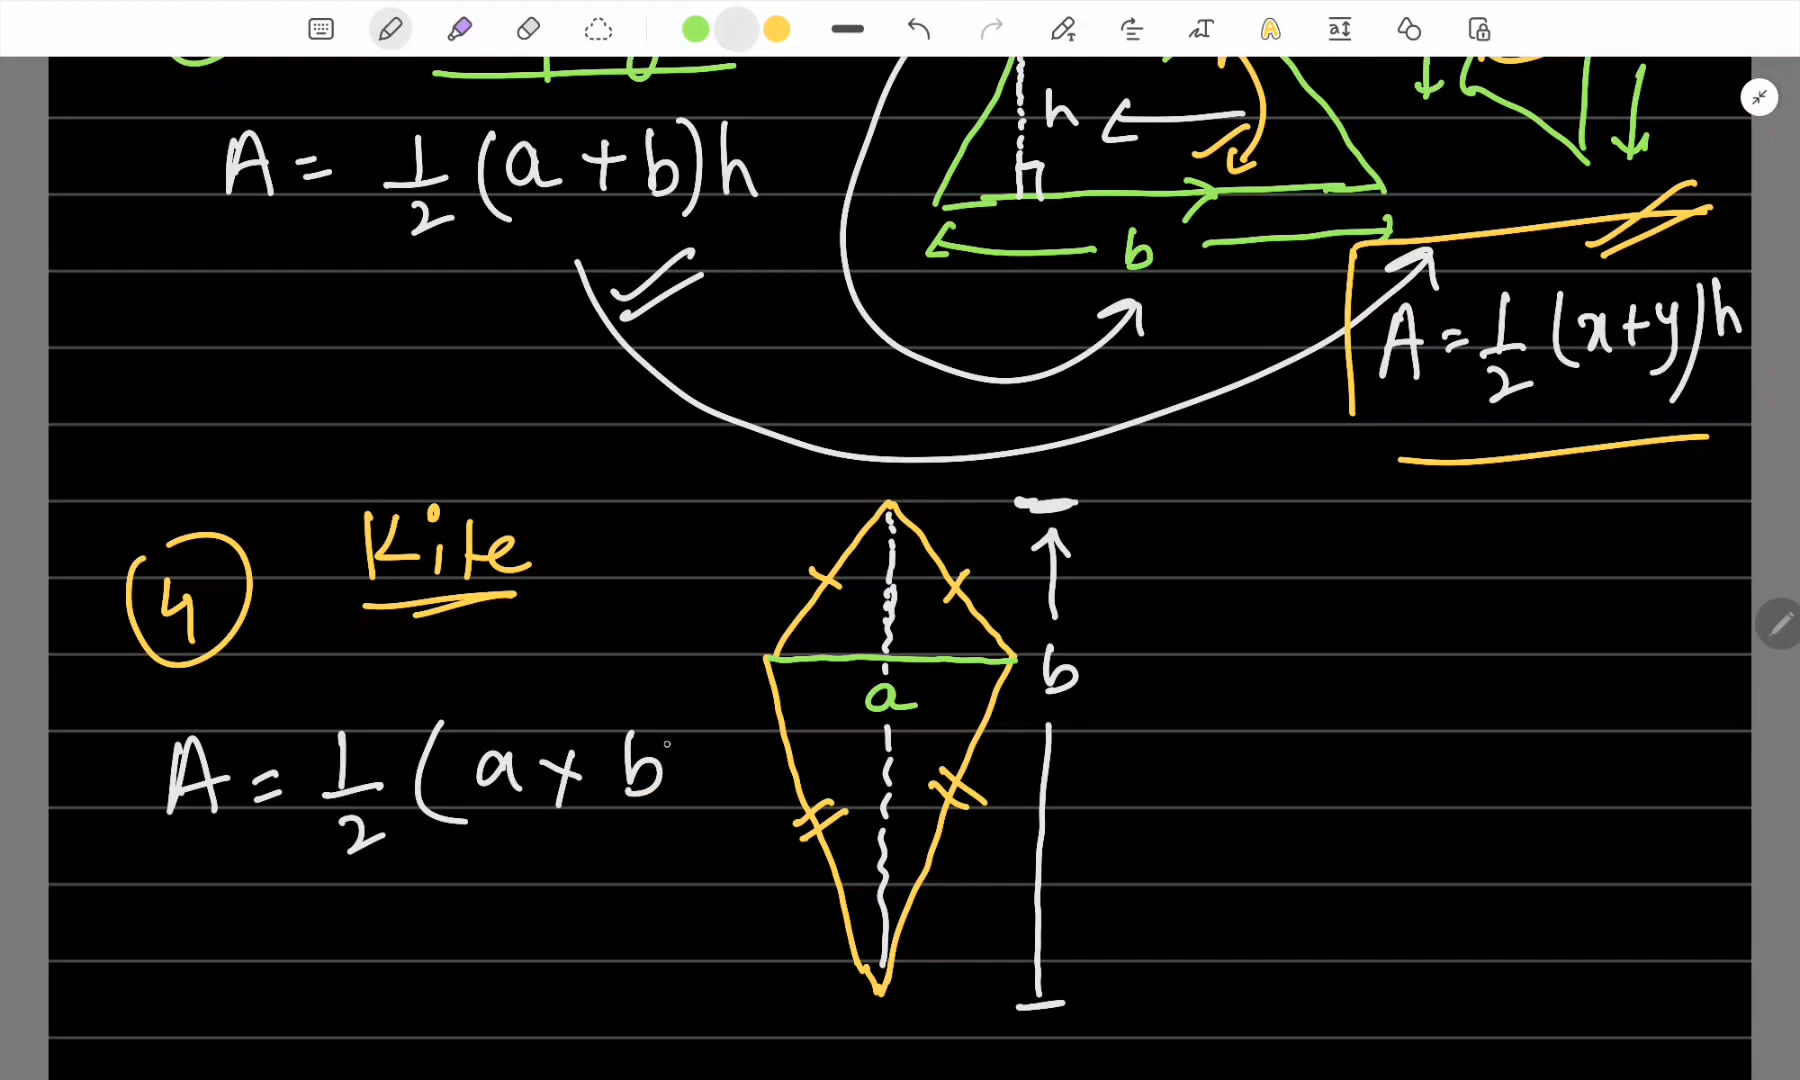 h
A = 1/2 (a + b) h
b
A = 1/2 (x + y) h
4 Kite
a
b
A = 1/2 ( a x b